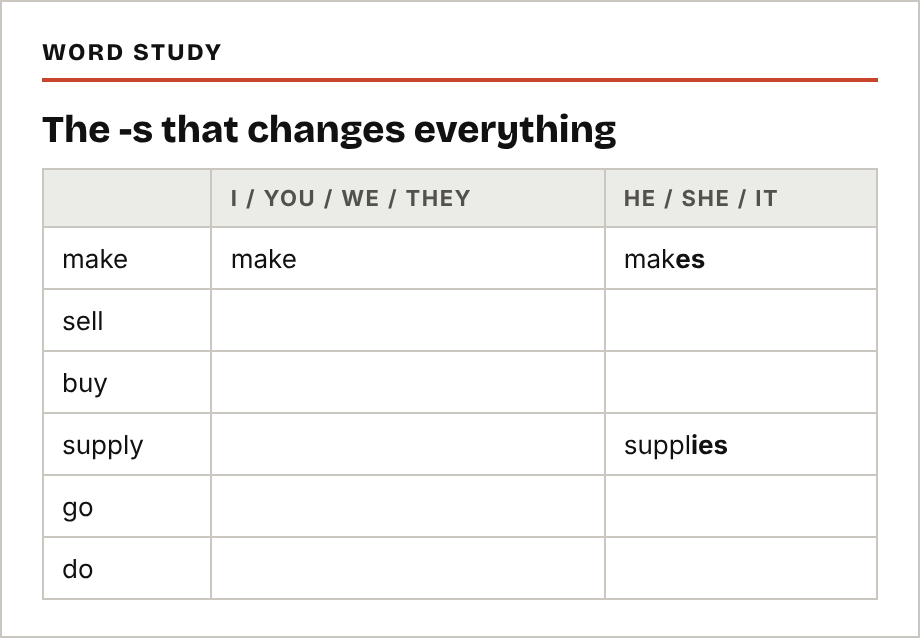 WORD STUDY
The -s that changes everything
I / YOU / WE / THEY HE / SHE / IT
make make makes
sell
buy
supply supplies
go
do